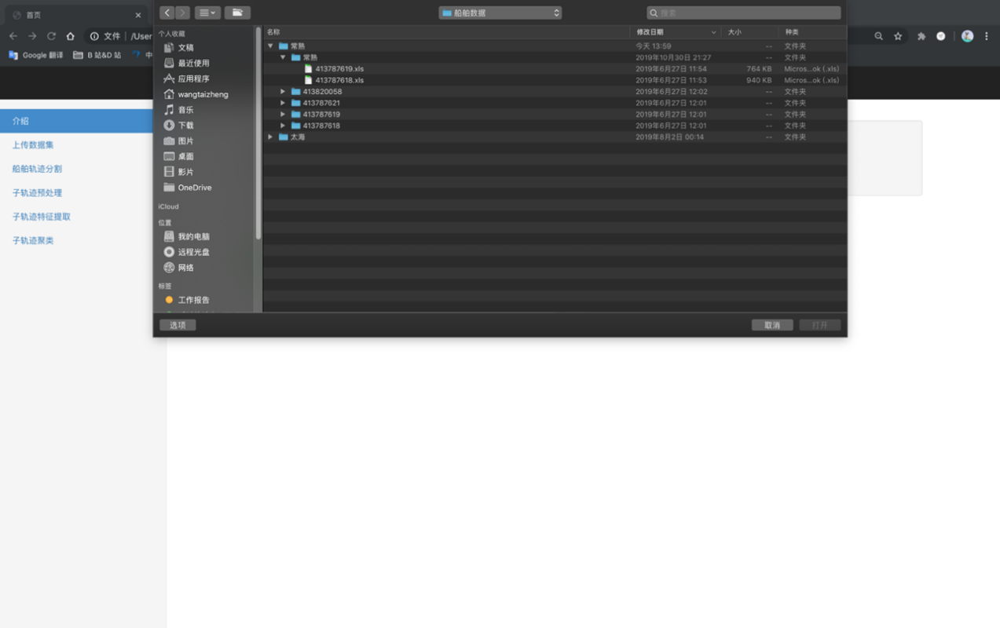 首页
船舶数据
搜索
文件 /User
Google 翻译 B 站&D 站 中
介绍
上传数据集
船舶轨迹分割
子轨迹预处理
子轨迹特征提取
子轨迹聚类
个人收藏
文稿
最近使用
应用程序
wangtaizheng
音乐
下载
图片
桌面
影片
OneDrive
iCloud
位置
我的电脑
远程光盘
网络
标签
工作报告
名称 修改日期 大小 种类
常熟 今天 13:59 -- 文件夹
常熟 2019年10月30日 21:27 -- 文件夹
413787619.xls 2019年6月27日 11:54 764 KB Micros...ok (.xls)
413787618.xls 2019年6月27日 11:53 940 KB Micros...ok (.xls)
413820058 2019年6月27日 12:02 -- 文件夹
413787621 2019年6月27日 12:01 -- 文件夹
413787619 2019年6月27日 12:01 -- 文件夹
413787618 2019年6月27日 12:01 -- 文件夹
太海 2019年8月2日 00:14 -- 文件夹
选项 取消 打开